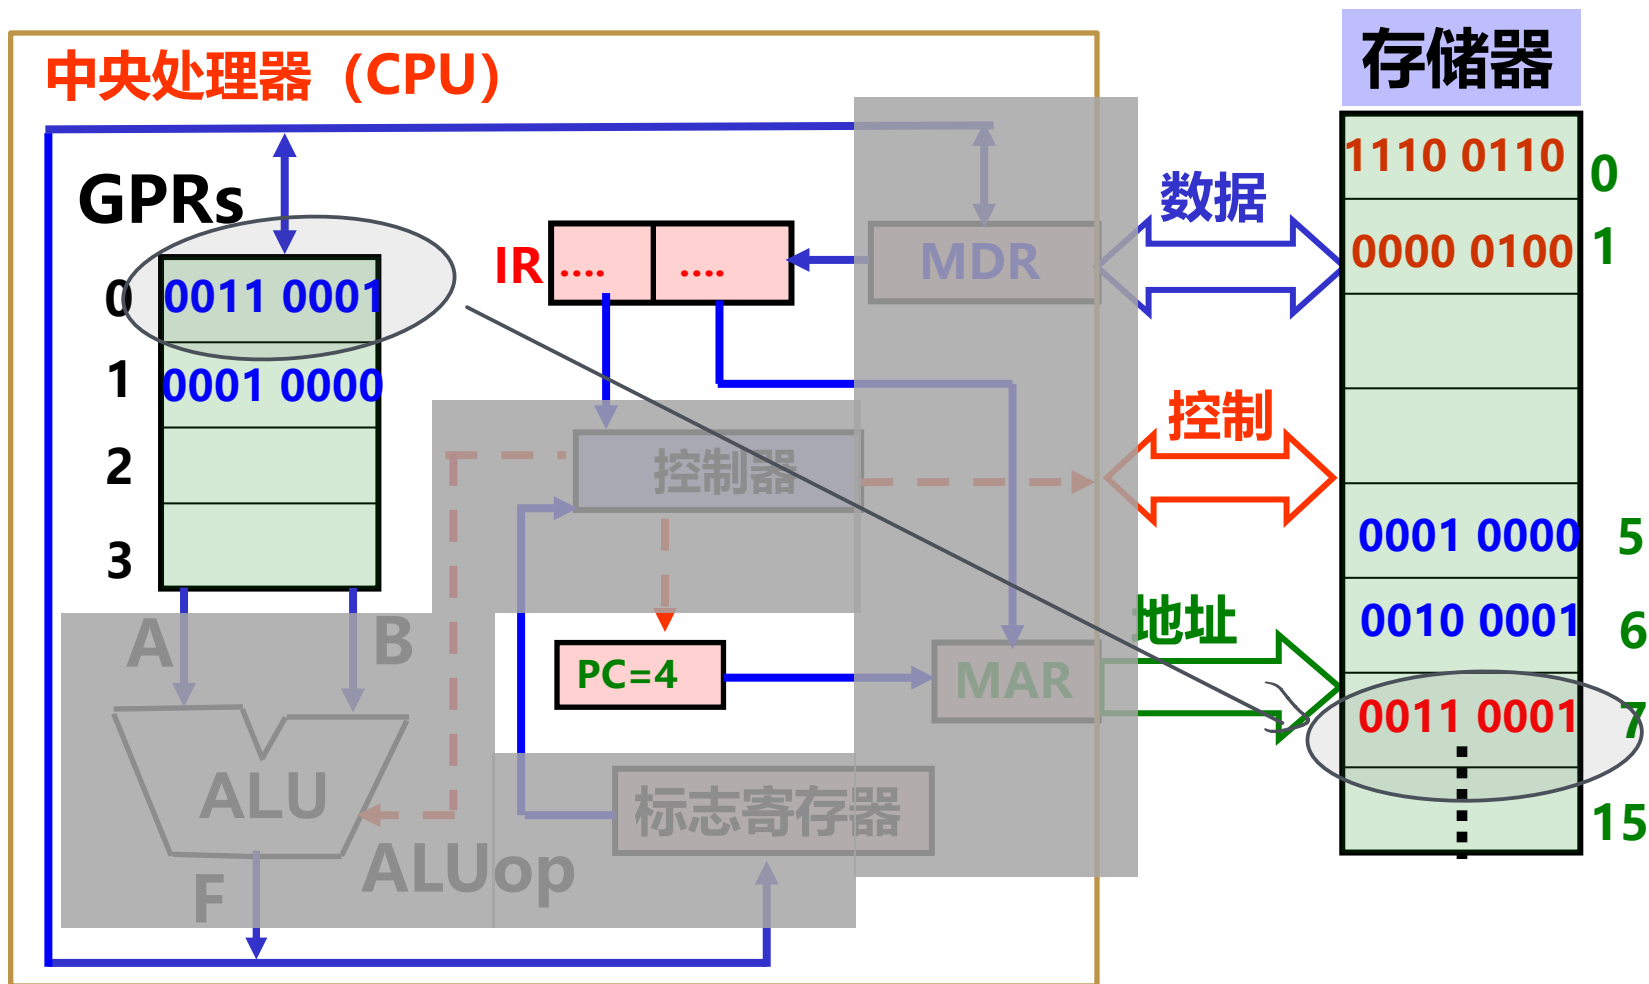 中央处理器（CPU）
存储器
GPRs
0
0011 0001
1
0001 0000
2
3
IR
....
....
MDR
数据
控制器
控制
地址
PC=4
MAR
A
B
ALU
ALUop
F
标志寄存器
1110 0110
0
0000 0100
1
0001 0000
5
0010 0001
6
0011 0001
7
15